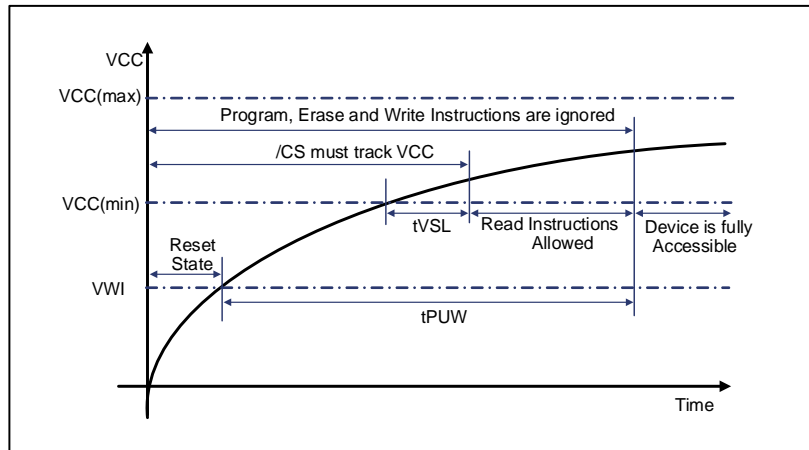 VCC
VCC(max)
Program, Erase and Write Instructions are ignored
/CS must track VCC
VCC(min)
tVSL
Read Instructions
Allowed
Device is fully
Accessible
Reset
State
VWI
tPUW
Time